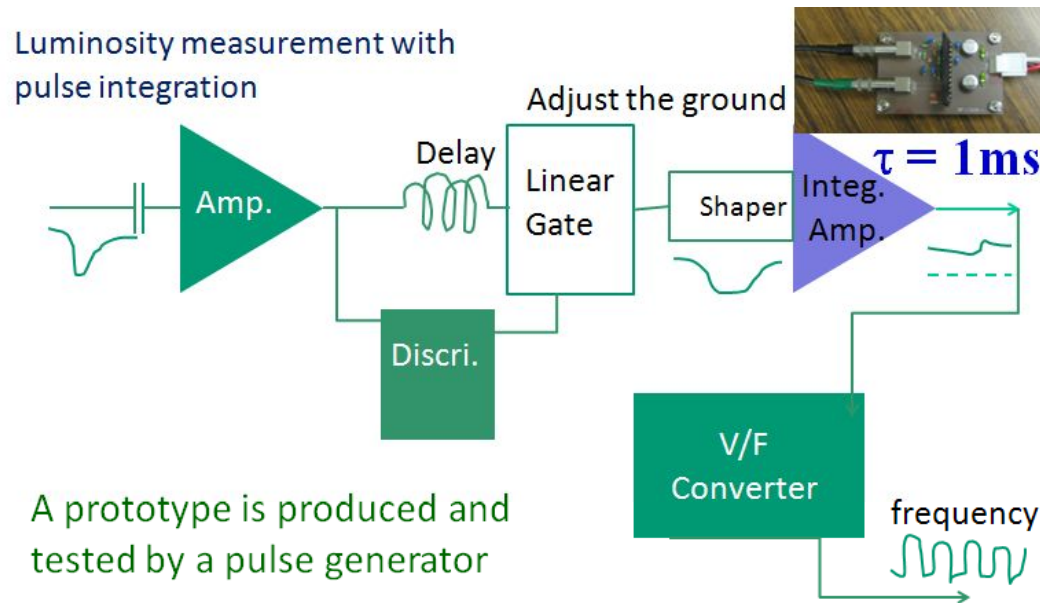 Luminosity measurement with
pulse integration
Adjust the ground
τ = 1ms
Delay
Amp.
Linear
Gate
Shaper
Integ.
Amp.
Discri.
V/F
Converter
frequency
A prototype is produced and
tested by a pulse generator